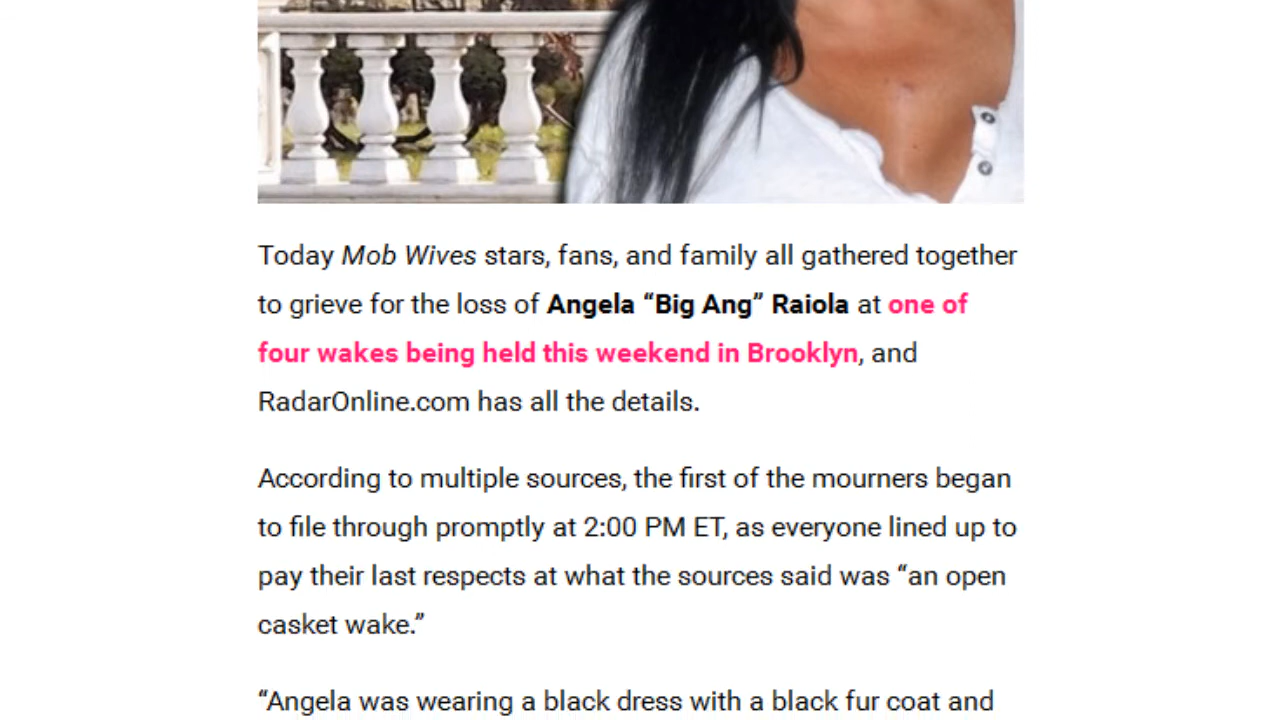 Today Mob Wives stars, fans, and family all gathered together
to grieve for the loss of Angela “Big Ang” Raiola at one of
four wakes being held this weekend in Brooklyn, and
RadarOnline.com has all the details.
According to multiple sources, the first of the mourners began
to file through promptly at 2:00 PM ET, as everyone lined up to
pay their last respects at what the sources said was “an open
casket wake.”
“Angela was wearing a black dress with a black fur coat and